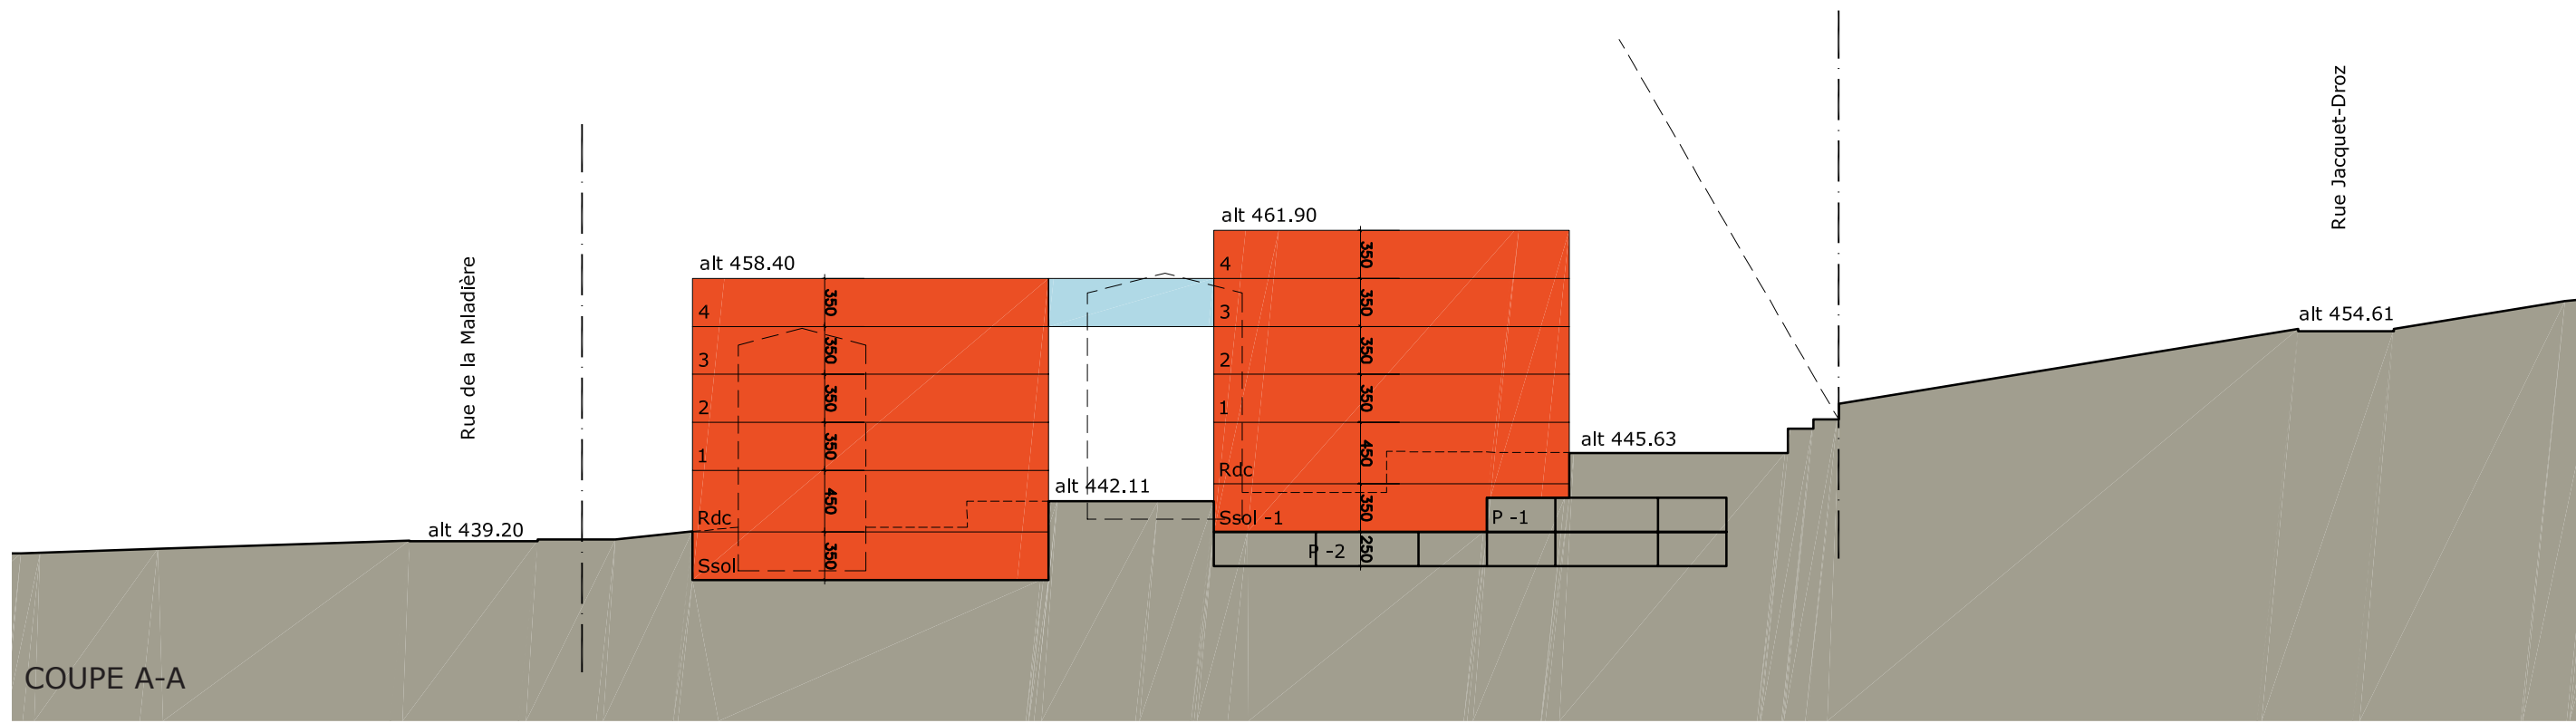 Rue de la Maladière
alt 439.20
alt 458.40
4
350
3
350
2
350
1
350
Rdc
450
Ssol
350
alt 442.11
alt 461.90
4
350
3
350
2
350
1
350
Rdc
450
Ssol -1
350
P -1
P -2
250
alt 445.63
Rue Jacquet-Droz
alt 454.61
COUPE A-A